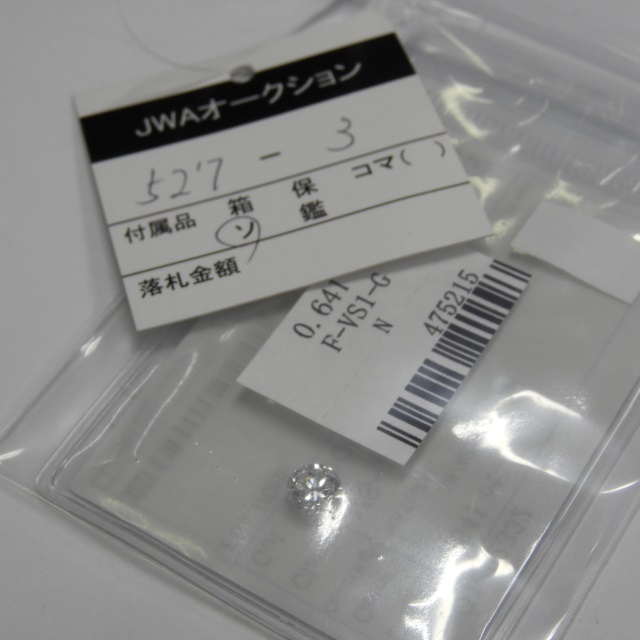 JWAオークション
527 - 3
付属品 箱 保 コマ( )
ソ 鑑
落札金額
0.641
F-VS1-G
N
475215